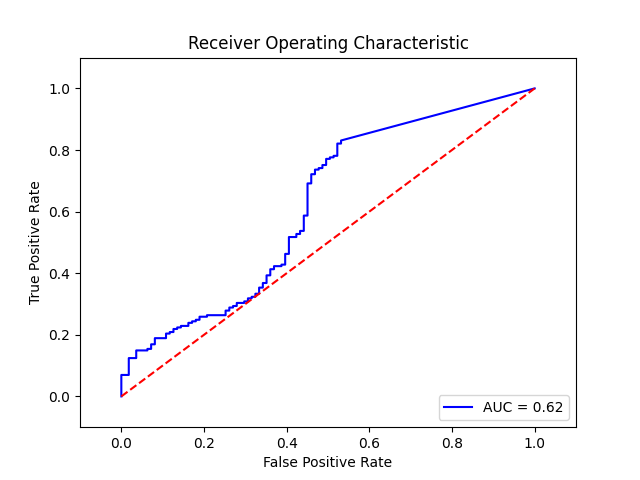 Receiver Operating Characteristic
True Positive Rate
1.0
0.8
0.6
0.4
0.2
0.0
AUC = 0.62
0.0 0.2 0.4 0.6 0.8 1.0
False Positive Rate